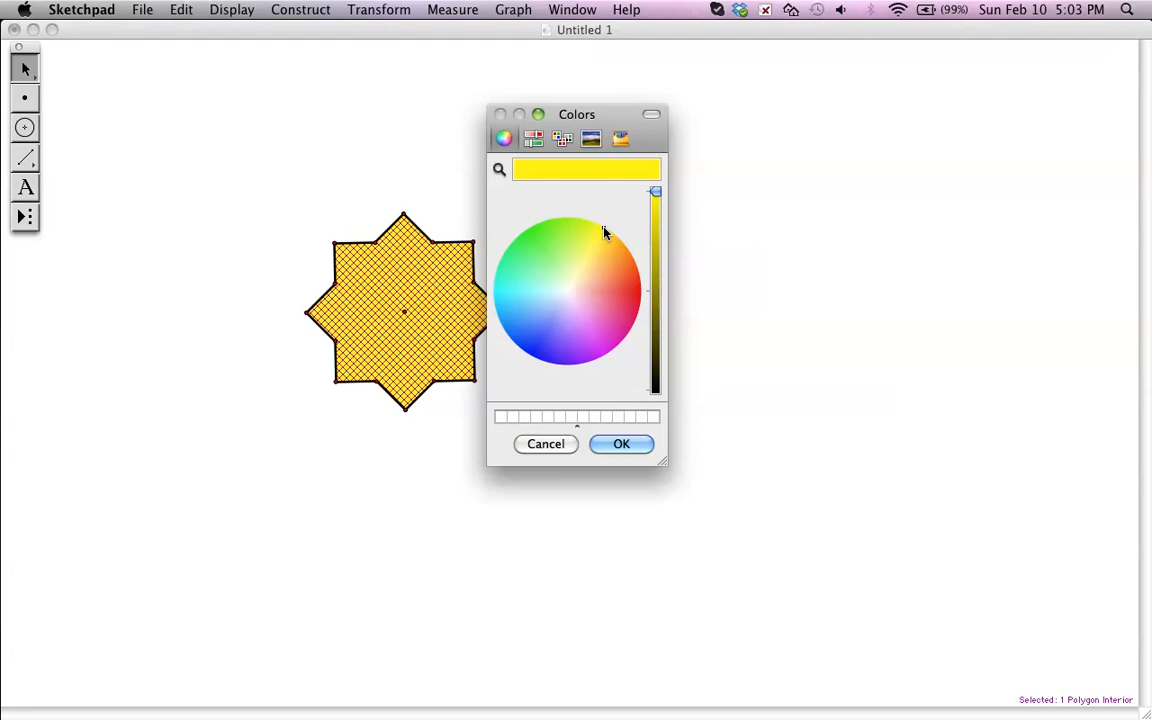 Sketchpad File Edit Display Construct Transform Measure Graph Window Help (99%) Sun Feb 10 5:03 PM
Untitled 1
Colors
A
Cancel OK
Selected: 1 Polygon Interior